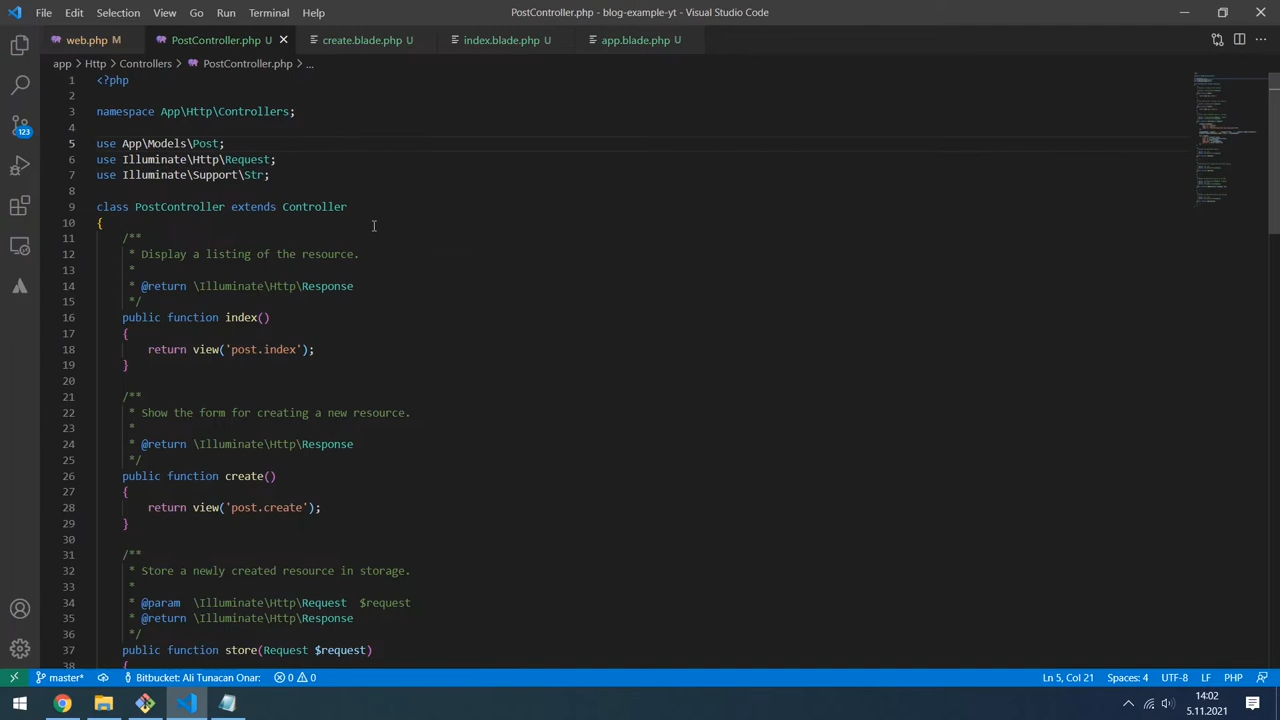 File Edit Selection View Go Run Terminal Help PostController.php - blog-example-yt - Visual Studio Code
web.php M PostController.php U create.blade.php U index.blade.php U app.blade.php U
app > Http > Controllers > PostController.php > ...
1 <?php
2
3 namespace App\Http\Controllers;
4
5 use App\Models\Post;
6 use Illuminate\Http\Request;
7 use Illuminate\Support\Str;
8
9 class PostController extends Controller
10 {
11 /**
12 * Display a listing of the resource.
13 *
14 * @return \Illuminate\Http\Response
15 */
16 public function index()
17 {
18 return view('post.index');
19 }
20
21 /**
22 * Show the form for creating a new resource.
23 *
24 * @return \Illuminate\Http\Response
25 */
26 public function create()
27 {
28 return view('post.create');
29 }
30
31 /**
32 * Store a newly created resource in storage.
33 *
34 * @param \Illuminate\Http\Request $request
35 * @return \Illuminate\Http\Response
36 */
37 public function store(Request $request)
38 {
123
master* Bitbucket: Ali Tunacan Onar: 0 0 Ln 5, Col 21 Spaces: 4 UTF-8 LF PHP
14:02
5.11.2021